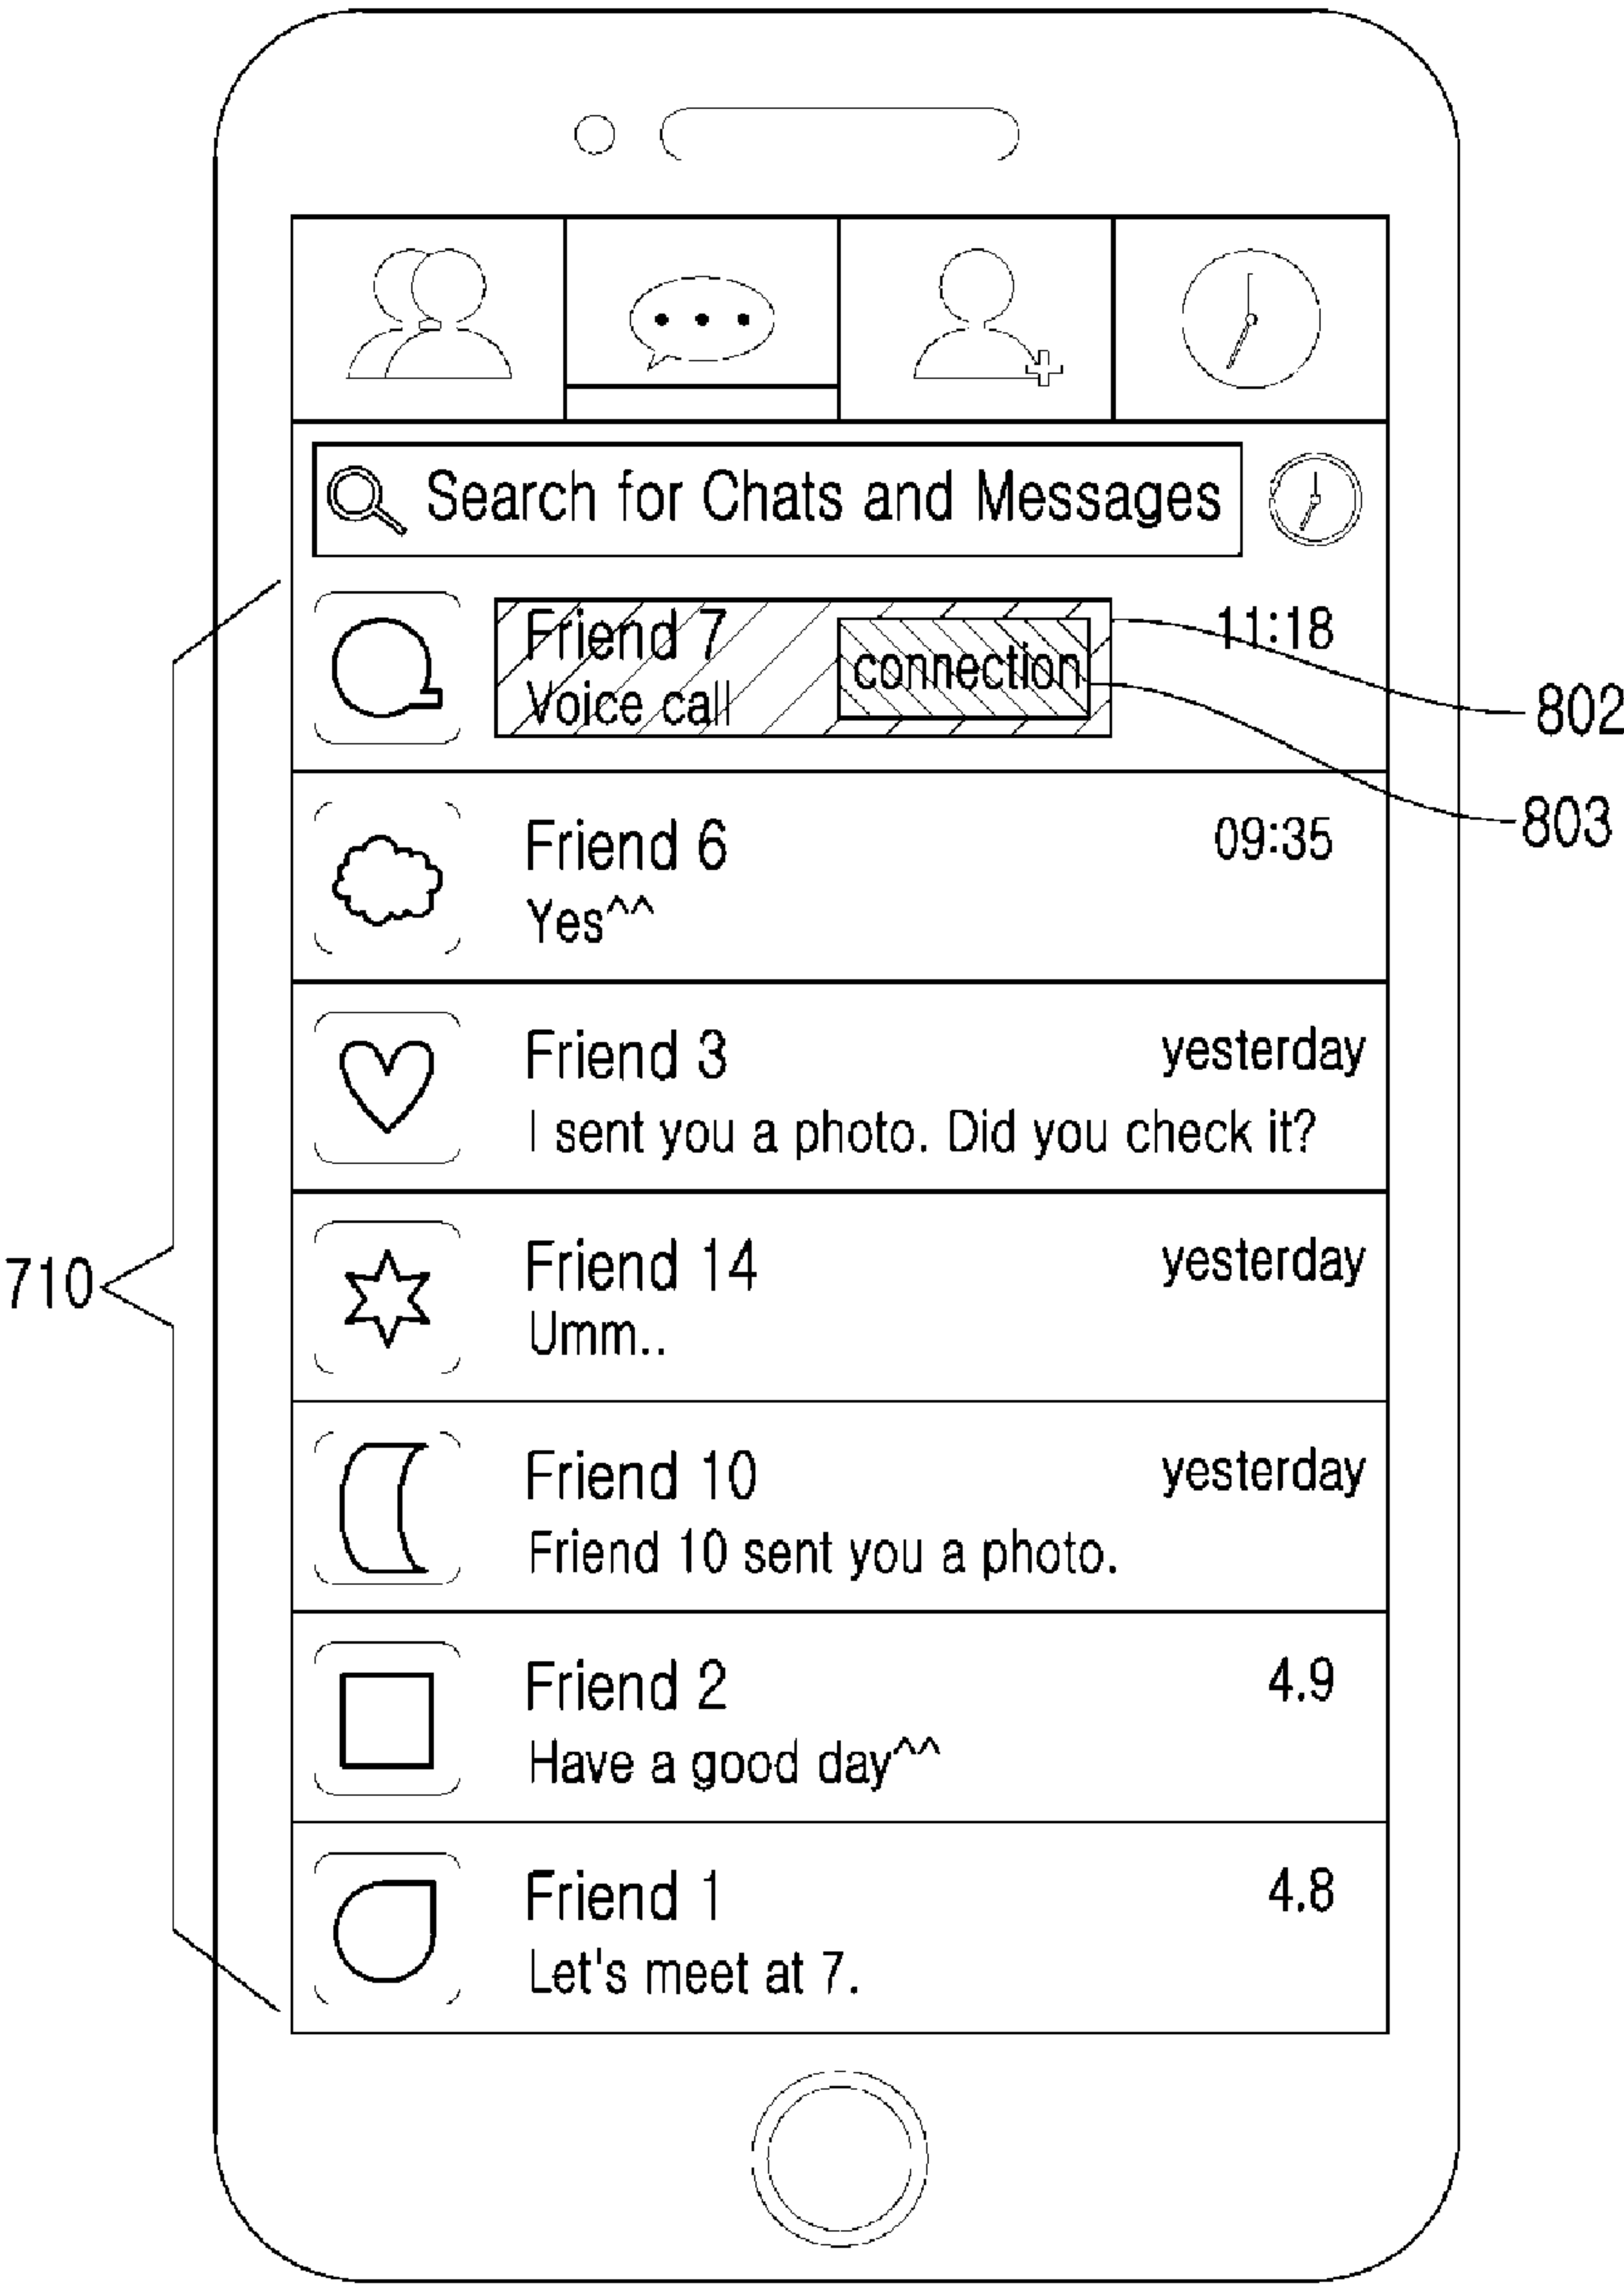 Search for Chats and Messages
Friend 7
11:18
connection
Voice call
802
803
Friend 6
09:35
Yes^^
Friend 3
yesterday
I sent you a photo. Did you check it?
710
Friend 14
yesterday
Umm..
Friend 10
yesterday
Friend 10 sent you a photo.
Friend 2
4.9
Have a good day^^
Friend 1
4.8
Let's meet at 7.